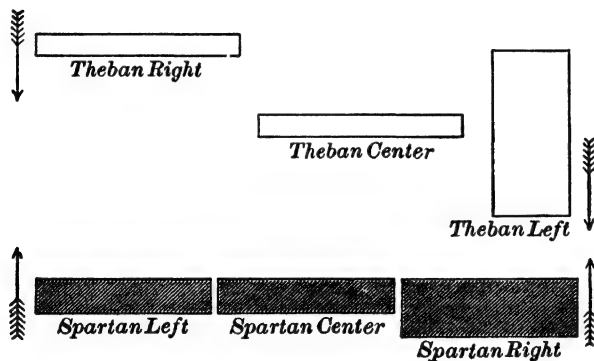 Theban Right
Theban Center
Theban Left
Spartan Left
Spartan Center
Spartan Right